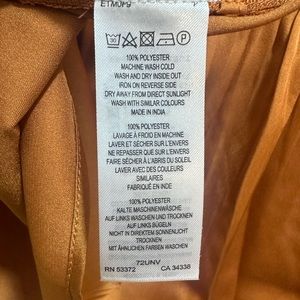 ETMUP9
30 P
100% POLYESTER
MACHINE WASH COLD
WASH AND DRY INSIDE OUT
IRON ON REVERSE SIDE
DRY AWAY FROM DIRECT SUNLIGHT
WASH WITH SIMILAR COLOURS
MADE IN INDIA
100% POLYESTER
LAVAGE À FROID EN MACHINE
LAVER ET SÉCHER À L'ENVERS
NE REPASSER QUE SUR L'ENVERS
FAIRE SÉCHER À L'ABRIS DU SOLEIL
LAVER AVEC DES COULEURS
SIMILAIRES
FABRIQUÉ EN INDE
100% POLYESTER
KALTE MASCHINENWÄSCHE
AUF LINKS WASCHEN UND TROCKNEN
AUF LINKS BÜGELN
NICHT IN DIREKTEM SONNENLICHT
TROCKNEN
MIT ÄHNLICHEN FARBEN WASCHEN
72UNV
RN 53372 CA 34338